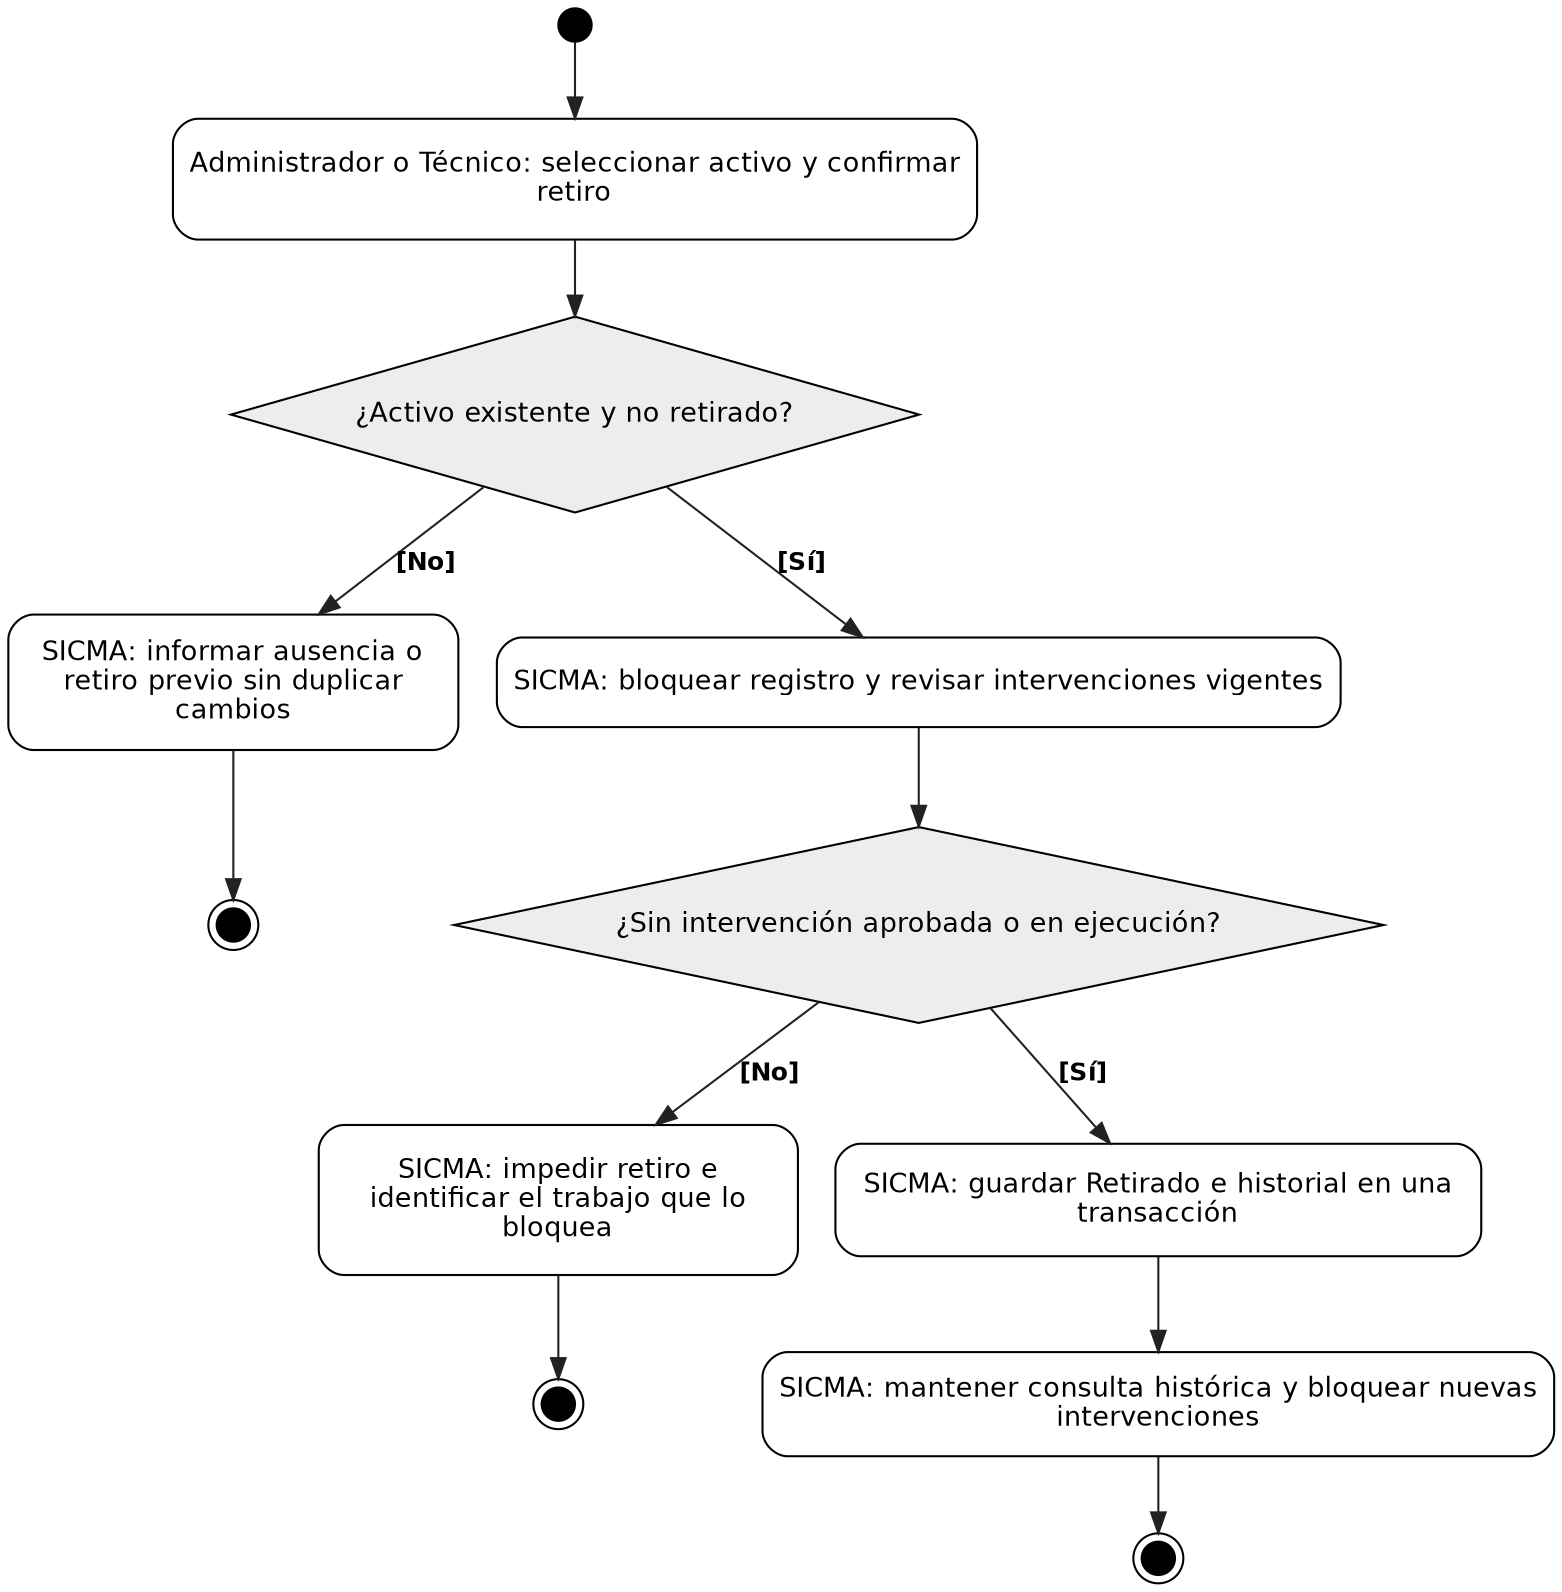 Administrador o Técnico: seleccionar activo y confirmar
retiro
¿Activo existente y no retirado?
[No]
[Sí]
SICMA: informar ausencia o
retiro previo sin duplicar
cambios
SICMA: bloquear registro y revisar intervenciones vigentes
¿Sin intervención aprobada o en ejecución?
[No]
[Sí]
SICMA: impedir retiro e
identificar el trabajo que lo
bloquea
SICMA: guardar Retirado e historial en una
transacción
SICMA: mantener consulta histórica y bloquear nuevas
intervenciones